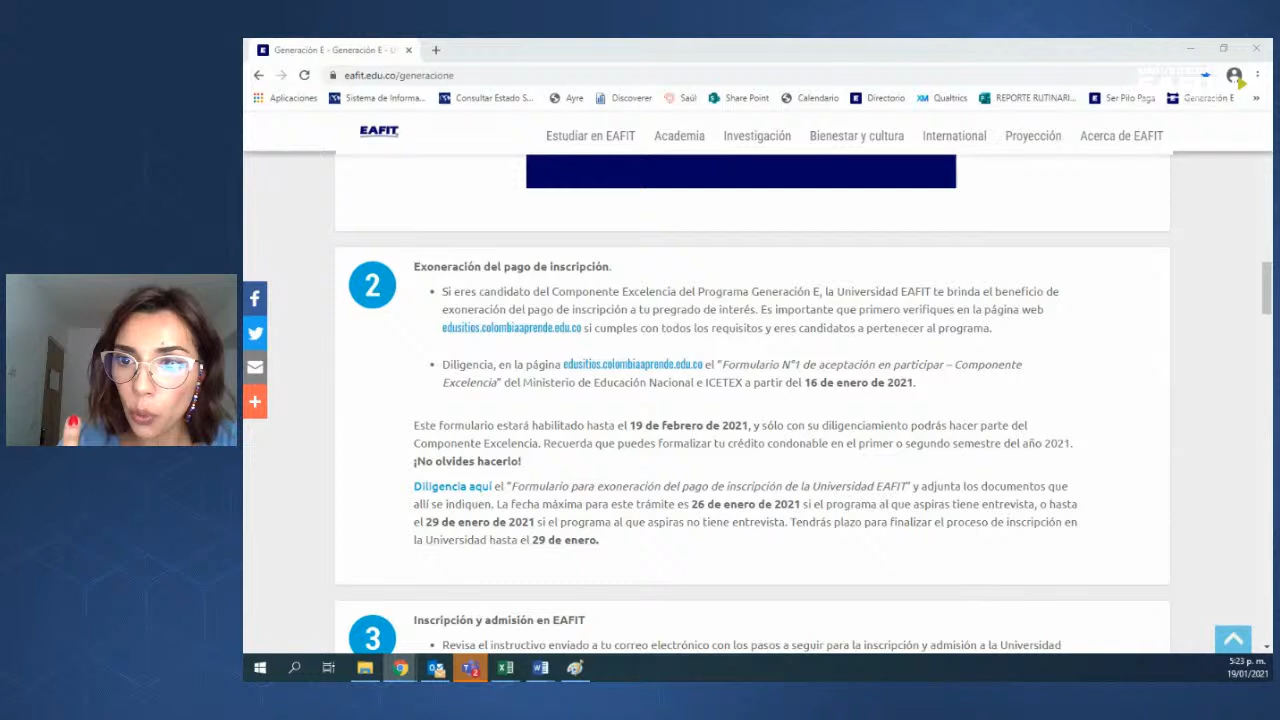 Generación E - Generación E - U
eafit.edu.co/generacione
Aplicaciones
Sistema de Informa...
Consultar Estado S...
Ayre
Discoverer
Saúl
Share Point
Calendario
Directorio
Qualtrics
REPORTE RUTINARI...
Ser Pilo Paga
Generación E
»
EAFIT
Estudiar en EAFIT
Academia
Investigación
Bienestar y cultura
International
Proyección
Acerca de EAFIT
2
Exoneración del pago de inscripción.
• Si eres candidato del Componente Excelencia del Programa Generación E, la Universidad EAFIT te brinda el beneficio de
exoneración del pago de inscripción a tu pregrado de interés. Es importante que primero verifiques en la página web
edusitios.colombiaaprende.edu.co si cumples con todos los requisitos y eres candidatos a pertenecer al programa.
• Diligencia, en la página edusitios.colombiaaprende.edu.co el "Formulario N°1 de aceptación en participar – Componente
Excelencia" del Ministerio de Educación Nacional e ICETEX a partir del 16 de enero de 2021.
Este formulario estará habilitado hasta el 19 de febrero de 2021, y sólo con su diligenciamiento podrás hacer parte del
Componente Excelencia. Recuerda que puedes formalizar tu crédito condonable en el primer o segundo semestre del año 2021.
¡No olvides hacerlo!
Diligencia aquí el "Formulario para exoneración del pago de inscripción de la Universidad EAFIT" y adjunta los documentos que
allí se indiquen. La fecha máxima para este trámite es 26 de enero de 2021 si el programa al que aspiras tiene entrevista, o hasta
el 29 de enero de 2021 si el programa al que aspiras no tiene entrevista. Tendrás plazo para finalizar el proceso de inscripción en
la Universidad hasta el 29 de enero.
3
Inscripción y admisión en EAFIT
• Revisa el instructivo enviado a tu correo electrónico con los pasos a seguir para la inscripción y admisión a la Universidad
5:23 p. m.
19/01/2021